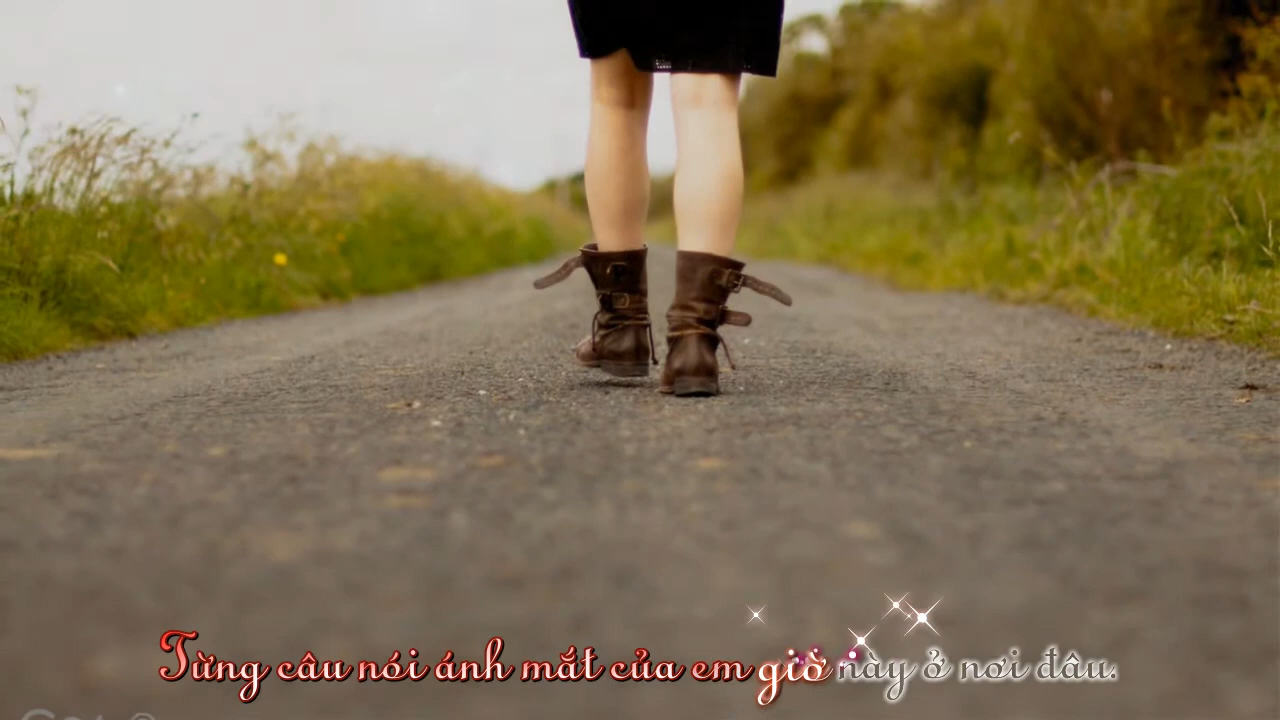 Từng câu nói ánh mắt của em giờ này ở nơi đâu.